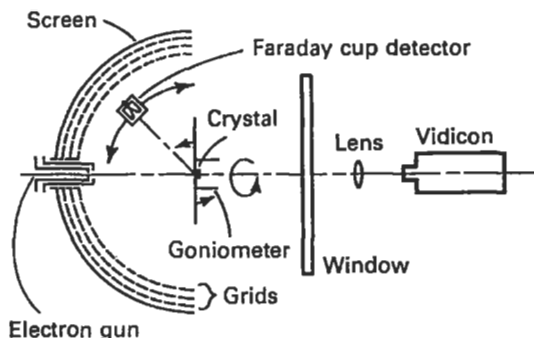 Screen
Faraday cup detector
Crystal
Lens
Vidicon
Goniometer
Window
Grids
Electron gun